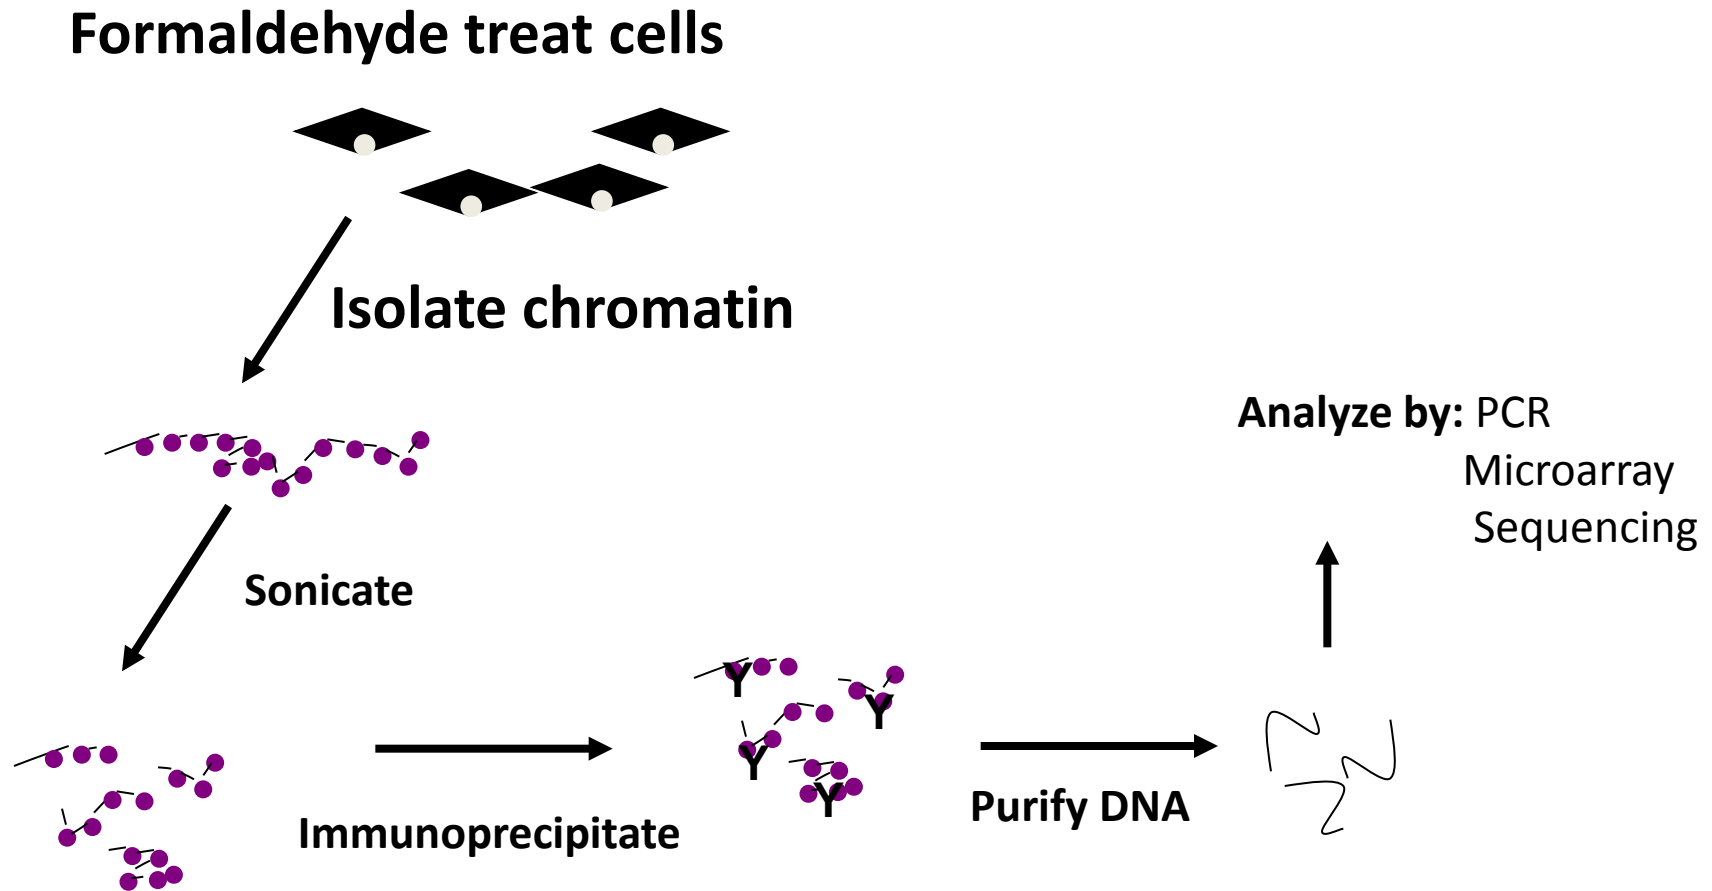 Formaldehyde treat cells
Isolate chromatin
Sonicate
Immunoprecipitate
Y
Y
Y
Y
Purify DNA
Analyze by: PCR
Microarray
Sequencing